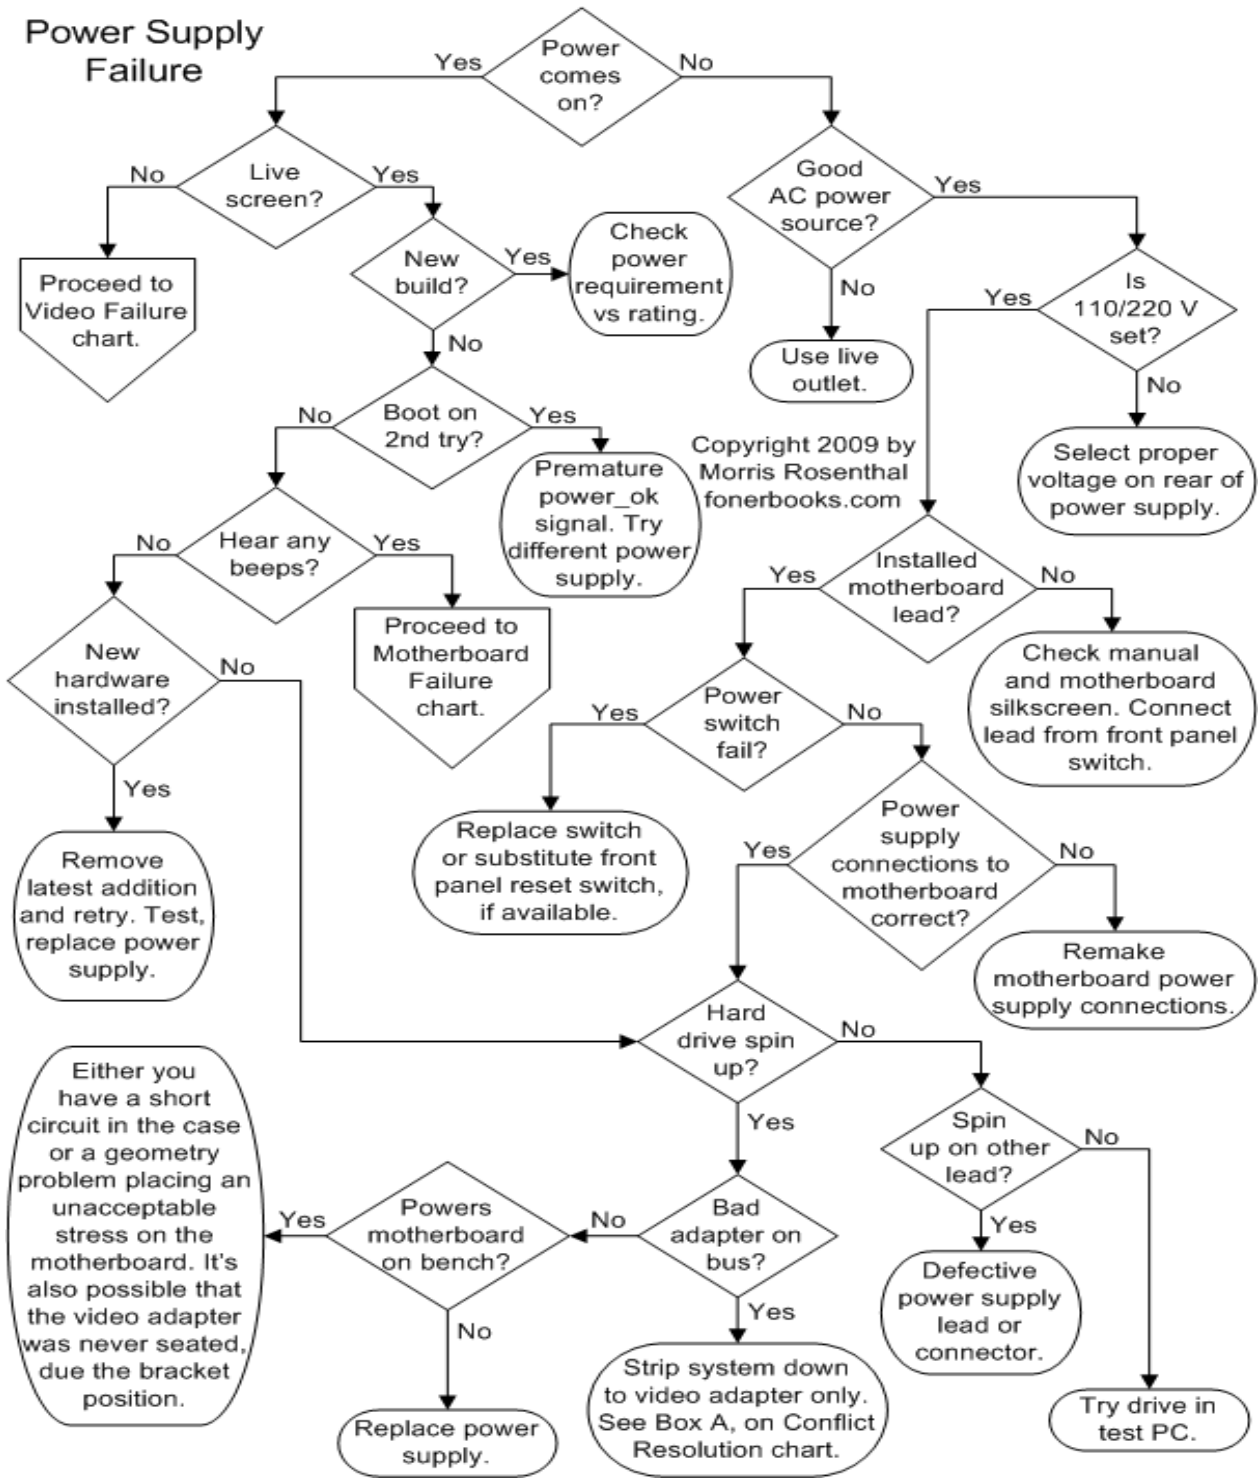 Power Supply
Failure
Power
comes
on?
Yes
No
Live
screen?
No
Yes
Good
AC power
source?
Yes
No
Proceed to
Video Failure
chart.
New
build?
Yes
No
Check
power
requirement
vs rating.
Use live
outlet.
Is
110/220 V
set?
Yes
No
Boot on
2nd try?
No
Yes
Premature
power_ok
signal. Try
different power
supply.
Copyright 2009 by
Morris Rosenthal
fonerbooks.com
Select proper
voltage on rear of
power supply.
Hear any
beeps?
No
Yes
Proceed to
Motherboard
Failure
chart.
Installed
motherboard
lead?
Yes
No
Check manual
and motherboard
silkscreen. Connect
lead from front panel
switch.
New
hardware
installed?
No
Yes
Remove
latest addition
and retry. Test,
replace power
supply.
Power
switch
fail?
Yes
No
Replace switch
or substitute front
panel reset switch,
if available.
Power
supply
connections to
motherboard
correct?
Yes
No
Remake
motherboard power
supply connections.
Hard
drive spin
up?
No
Yes
Spin
up on other
lead?
No
Yes
Defective
power supply
lead or
connector.
Try drive in
test PC.
Bad
adapter on
bus?
No
Yes
Strip system down
to video adapter only.
See Box A, on Conflict
Resolution chart.
Powers
motherboard
on bench?
Yes
No
Replace power
supply.
Either you
have a short
circuit in the case
or a geometry
problem placing an
unacceptable
stress on the
motherboard. It's
also possible that
the video adapter
was never seated,
due the bracket
position.